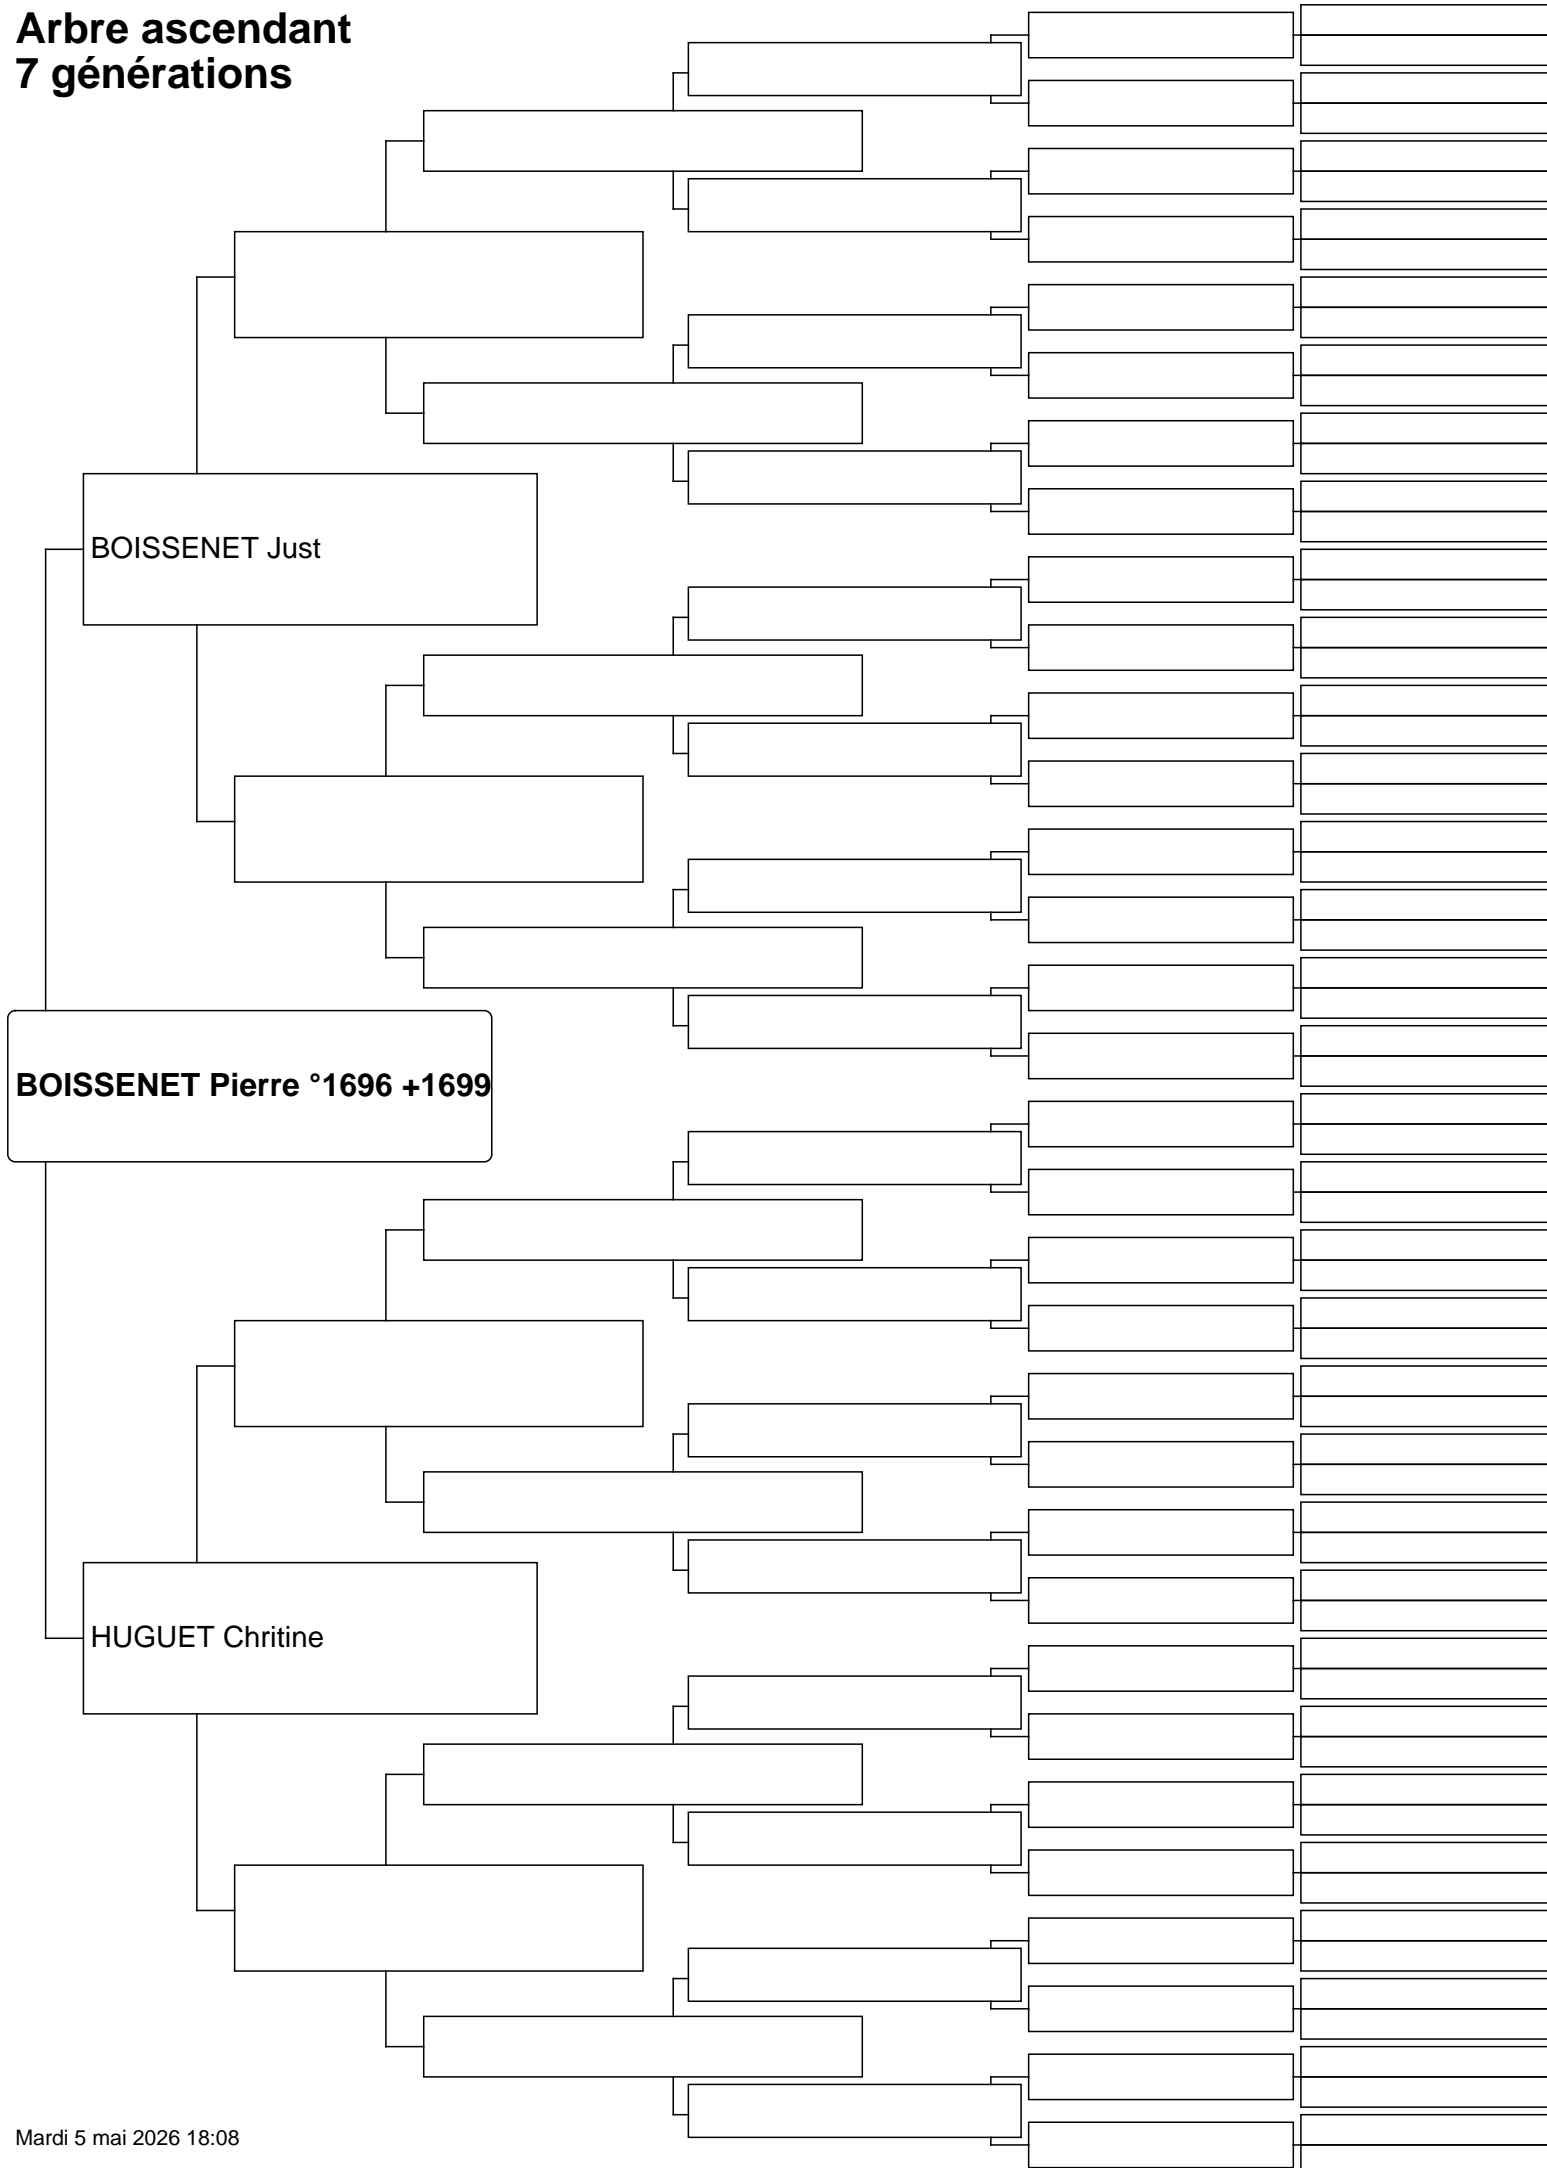 Arbre ascendant
7 générations
BOISSENET Just
BOISSENET Pierre °1696 +1699
HUGUET Chritine
Mardi 5 mai 2026 18:08